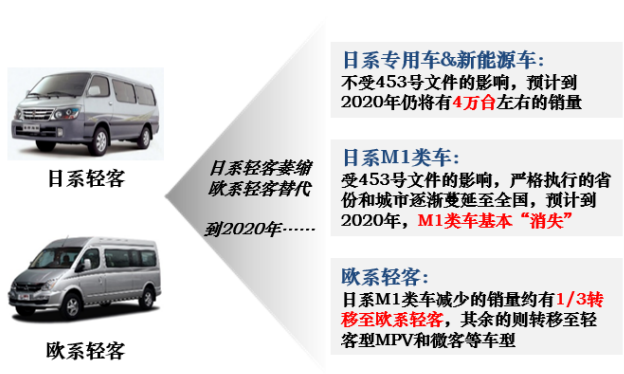 日系专用车&新能源车：
不受453号文件的影响，预计到
2020年仍将有4万台左右的销量
日系轻客
日系轻客萎缩
欧系轻客替代
到2020年……
日系M1类车：
受453号文件的影响，严格执行的省
份和城市逐渐蔓延至全国，预计到
2020年，M1类车基本“消失”
欧系轻客
欧系轻客：
日系M1类车减少的销量约有1/3转
移至欧系轻客，其余的则转移至轻
客型MPV和微客等车型